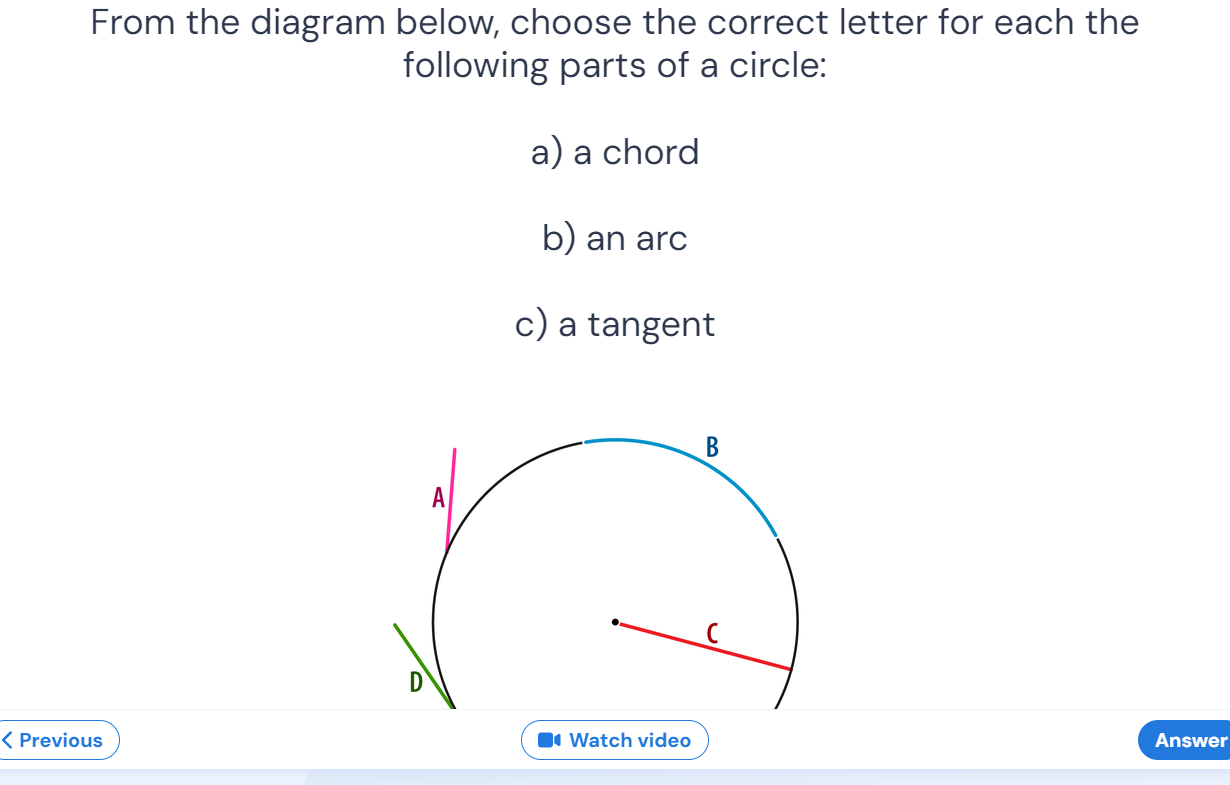 From the diagram below, choose the correct letter for each the
following parts of a circle:
a) a chord
b) an arc
c) a tangent
B
A
C
D
Previous
Watch video
Answer